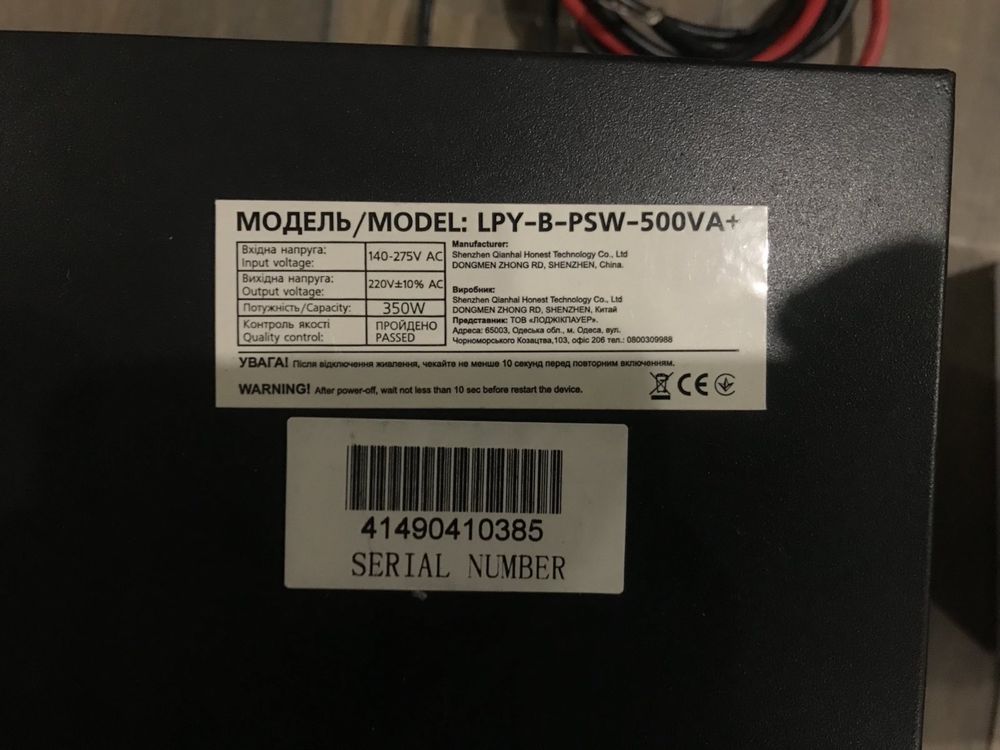 МОДЕЛЬ/MODEL: LPY-B-PSW-500VA+
Вхідна напруга:
Input voltage:
140-275V AC
Вихідна напруга:
Output voltage:
220V±10% AC
Потужність/Capacity:
350W
Контроль якості
Quality control:
ПРОЙДЕНО
PASSED
Manufacturer:
Shenzhen Qianhai Honest Technology Co., Ltd
DONGMEN ZHONG RD, SHENZHEN, China.
Виробник:
Shenzhen Qianhai Honest Technology Co., Ltd
DONGMEN ZHONG RD, SHENZHEN, Китай
Представник: ТОВ "ЛОДЖІКПАУЕР".
Адреса: 65003, Одеська обл., м. Одеса, вул.
Чорноморського Козацтва,103, офіс 206 тел.: 0800309988
УВАГА! Після відключення живлення, чекайте не менше 10 секунд перед повторним включенням.
WARNING! After power-off, wait not less than 10 sec before restart the device.
CE
41490410385
SERIAL NUMBER